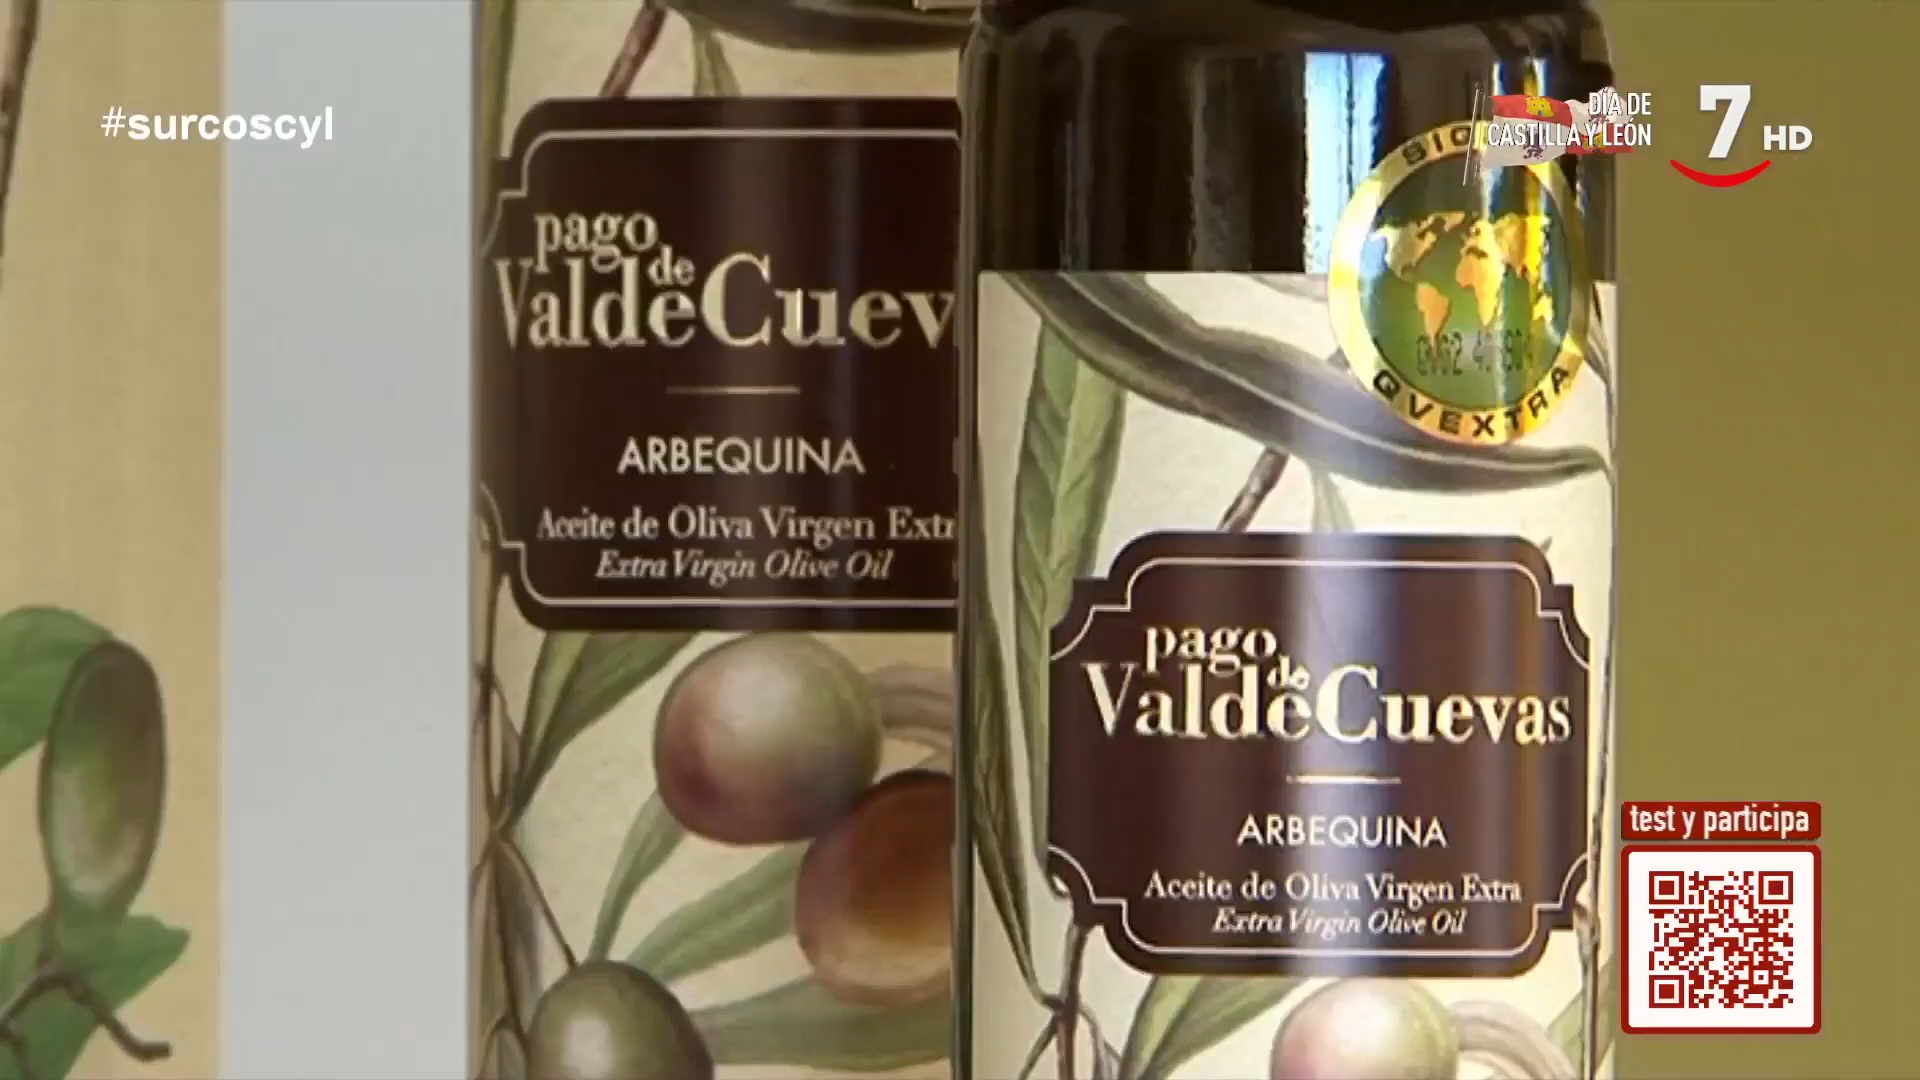 #surcoscyl
DÍA DE
CASTILLA Y LEÓN
7 HD
pago
de
ValdeCuev
ARBEQUINA
Aceite de Oliva Virgen Extr
Extra Virgin Olive Oil
QVEXTRA
pago
de
ValdeCuevas
ARBEQUINA
Aceite de Oliva Virgen Extra
Extra Virgin Olive Oil
test y participa